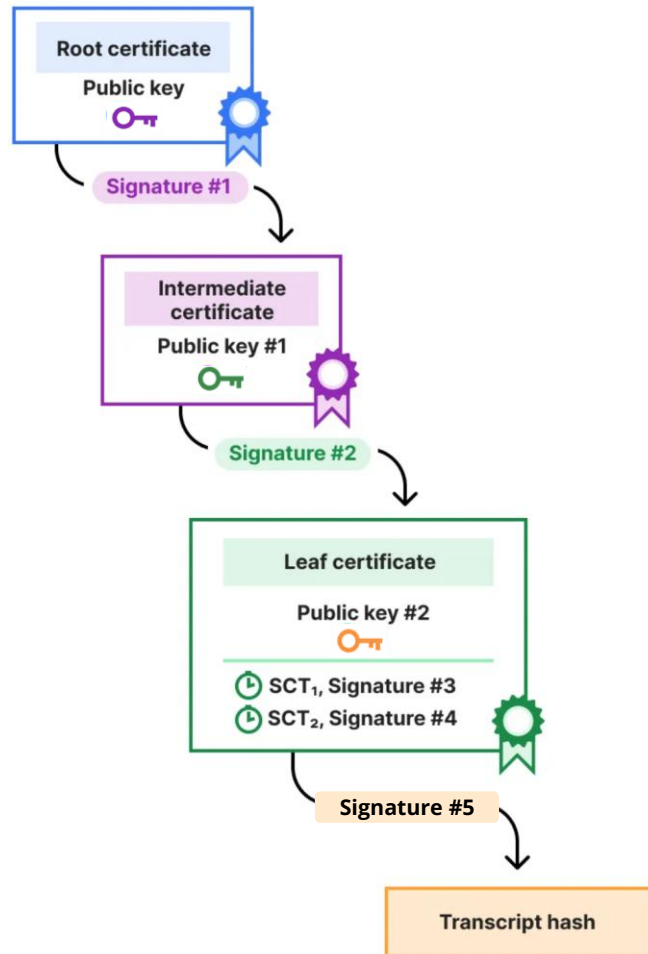 Root certificate
Public key
Signature #1
Intermediate
certificate
Public key #1
Signature #2
Leaf certificate
Public key #2
SCT₁, Signature #3
SCT₂, Signature #4
Signature #5
Transcript hash